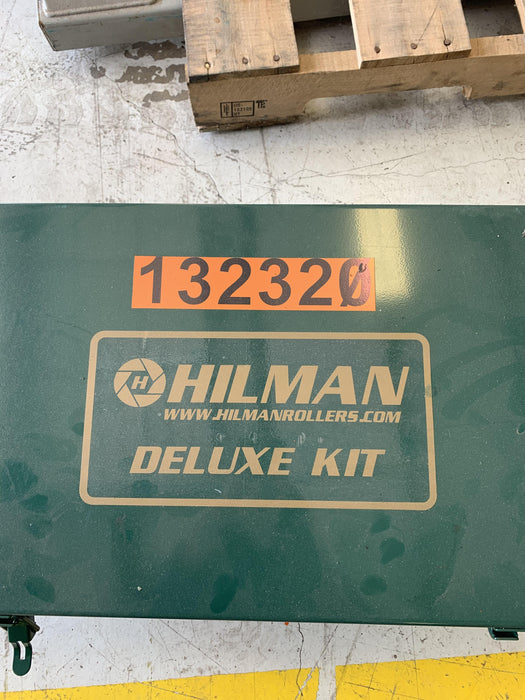 132320
H HILMAN
WWW.HILMANROLLERS.COM
DELUXE KIT